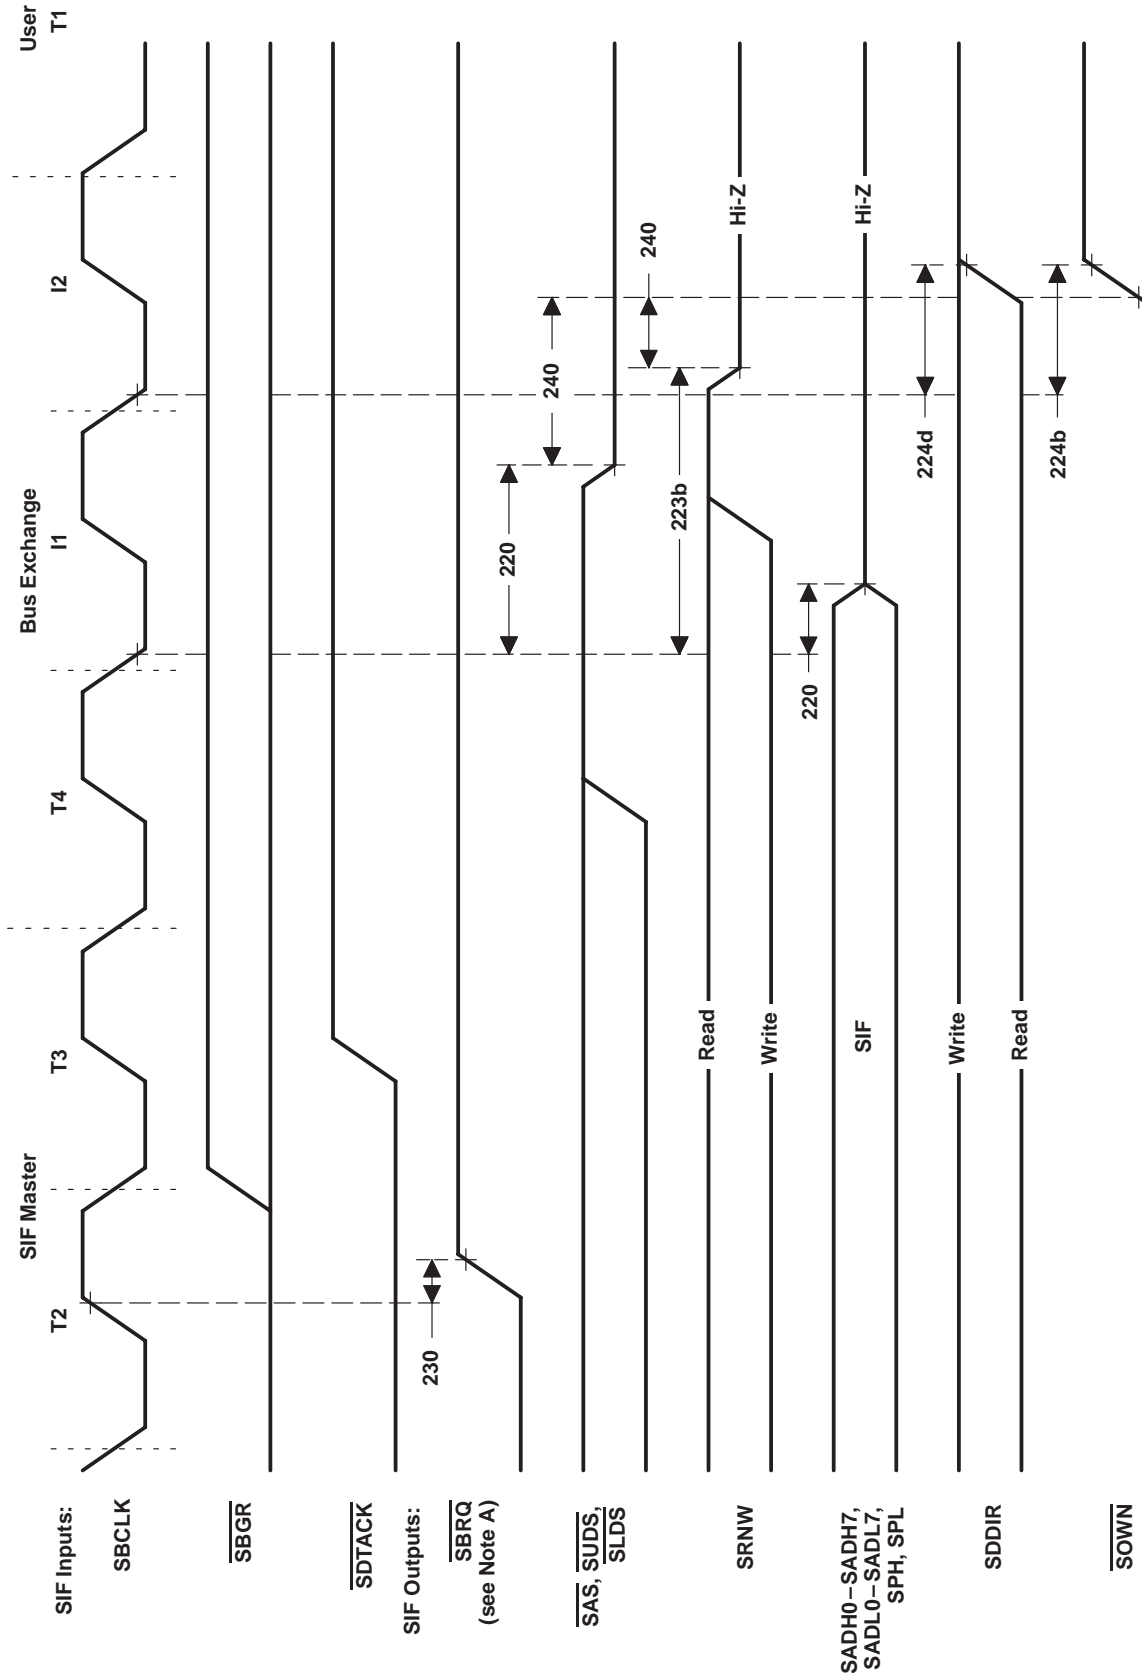 SIF Master
Bus Exchange
User
T2
T3
T4
I1
I2
T1
SIF Inputs:
SBCLK
SBGR
SDTACK
SIF Outputs:
230
SBRQ
(see Note A)
220
240
SAS, SUDS,
SLDS
240
223b
Read
Hi-Z
SRNW
Write
220
SADH0–SADH7,
SADL0–SADL7,
SPH, SPL
SIF
Hi-Z
224d
Write
SDDIR
Read
224b
SOWN